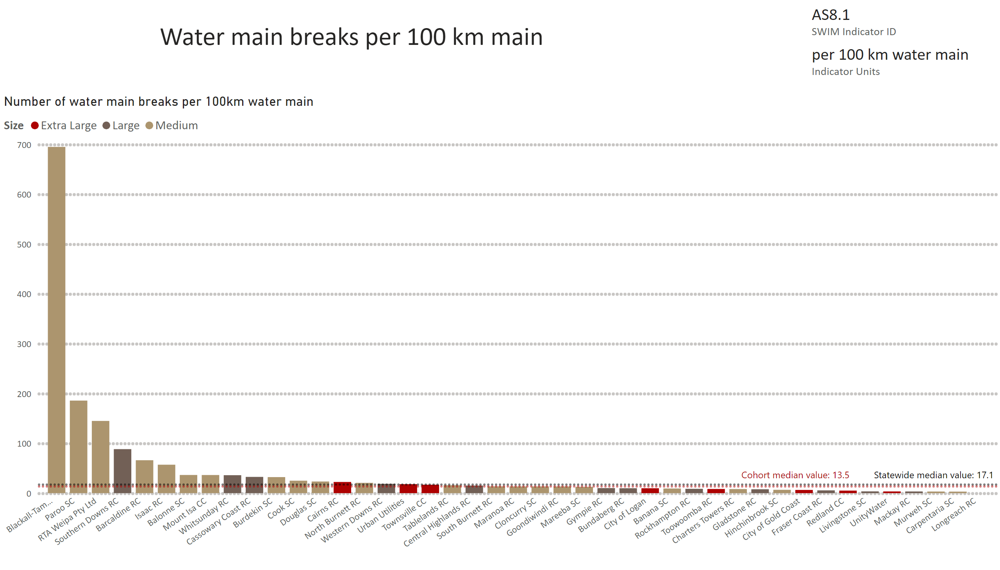 AS8.1
SWIM Indicator ID
Water main breaks per 100 km main
per 100 km water main
Indicator Units
Number of water main breaks per 100km water main
Size Extra Large Large Medium
700
600
500
400
300
200
100
0
Cohort median value: 13.5
Statewide median value: 17.1
Blackall-Tam...
Paroo SC
RTA Weipa Pty Ltd
Southern Downs RC
Barcaldine RC
Isaac RC
Balonne SC
Mount Isa CC
Whitsunday RC
Cassowary Coast RC
Burdekin SC
Cook SC
Douglas SC
Cairns RC
North Burnett RC
Western Downs RC
Urban Utilities
Townsville CC
Tablelands RC
Central Highlands RC
South Burnett RC
Maranoa RC
Cloncurry SC
Goondiwindi RC
Mareeba SC
Gympie RC
Bundaberg RC
City of Logan
Banana SC
Rockhampton RC
Toowoomba RC
Charters Towers RC
Gladstone RC
Hinchinbrook SC
City of Gold Coast
Fraser Coast RC
Redland CC
Livingstone SC
UnityWater
Mackay RC
Murweh SC
Carpentaria SC
Longreach RC